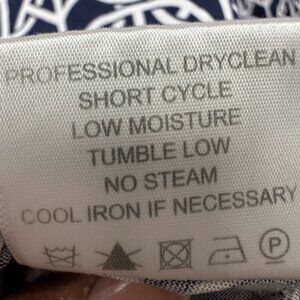 PROFESSIONAL DRYCLEAN
SHORT CYCLE
LOW MOISTURE
TUMBLE LOW
NO STEAM
COOL IRON IF NECESSARY
P